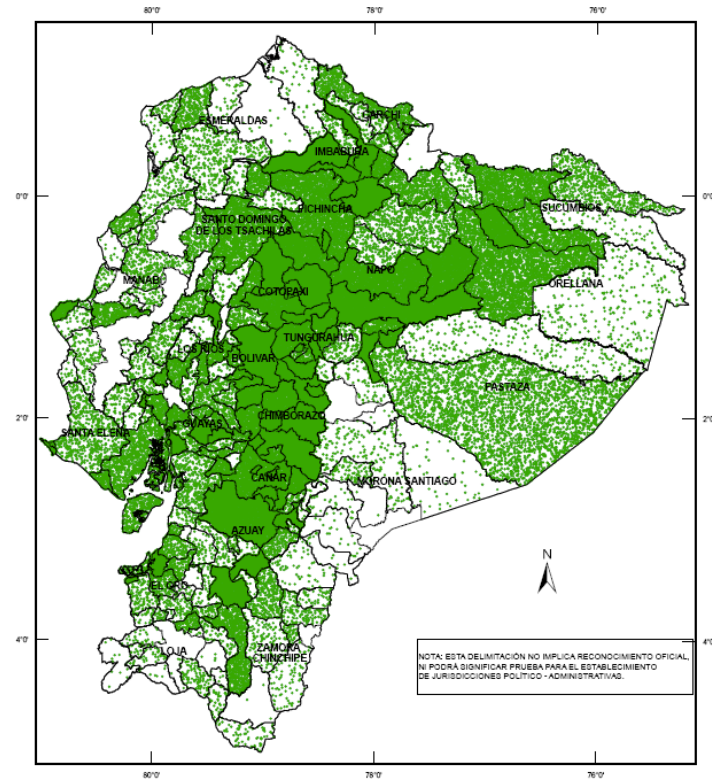 80°0' 78°0' 76°0'
ESMERALDAS
CARCHI
IMBABURA
0°0'
PICHINCHA
SUCUMBIOS
SANTO DOMINGO
DE LOS TSACHILAS
NAPO
MANABÍ
ORELLANA
COTOPAXI
TUNGURAHUA
LOS RIOS
BOLIVAR
PASTAZA
2°0' 2°0'
CHIMBORAZO
GUAYAS
SANTA ELENA
CAÑAR
MORONA SANTIAGO
AZUAY
N
EL ORO
4°0' 4°0'
LOJA
ZAMORA
CHINCHIPE
NOTA: ESTA DELIMITACIÓN NO IMPLICA RECONOCIMIENTO OFICIAL,
NI PODRÁ SIGNIFICAR PRUEBA PARA EL ESTABLECIMIENTO
DE JURISDICCIONES POLÍTICO - ADMINISTRATIVAS.
80°0' 78°0' 76°0'